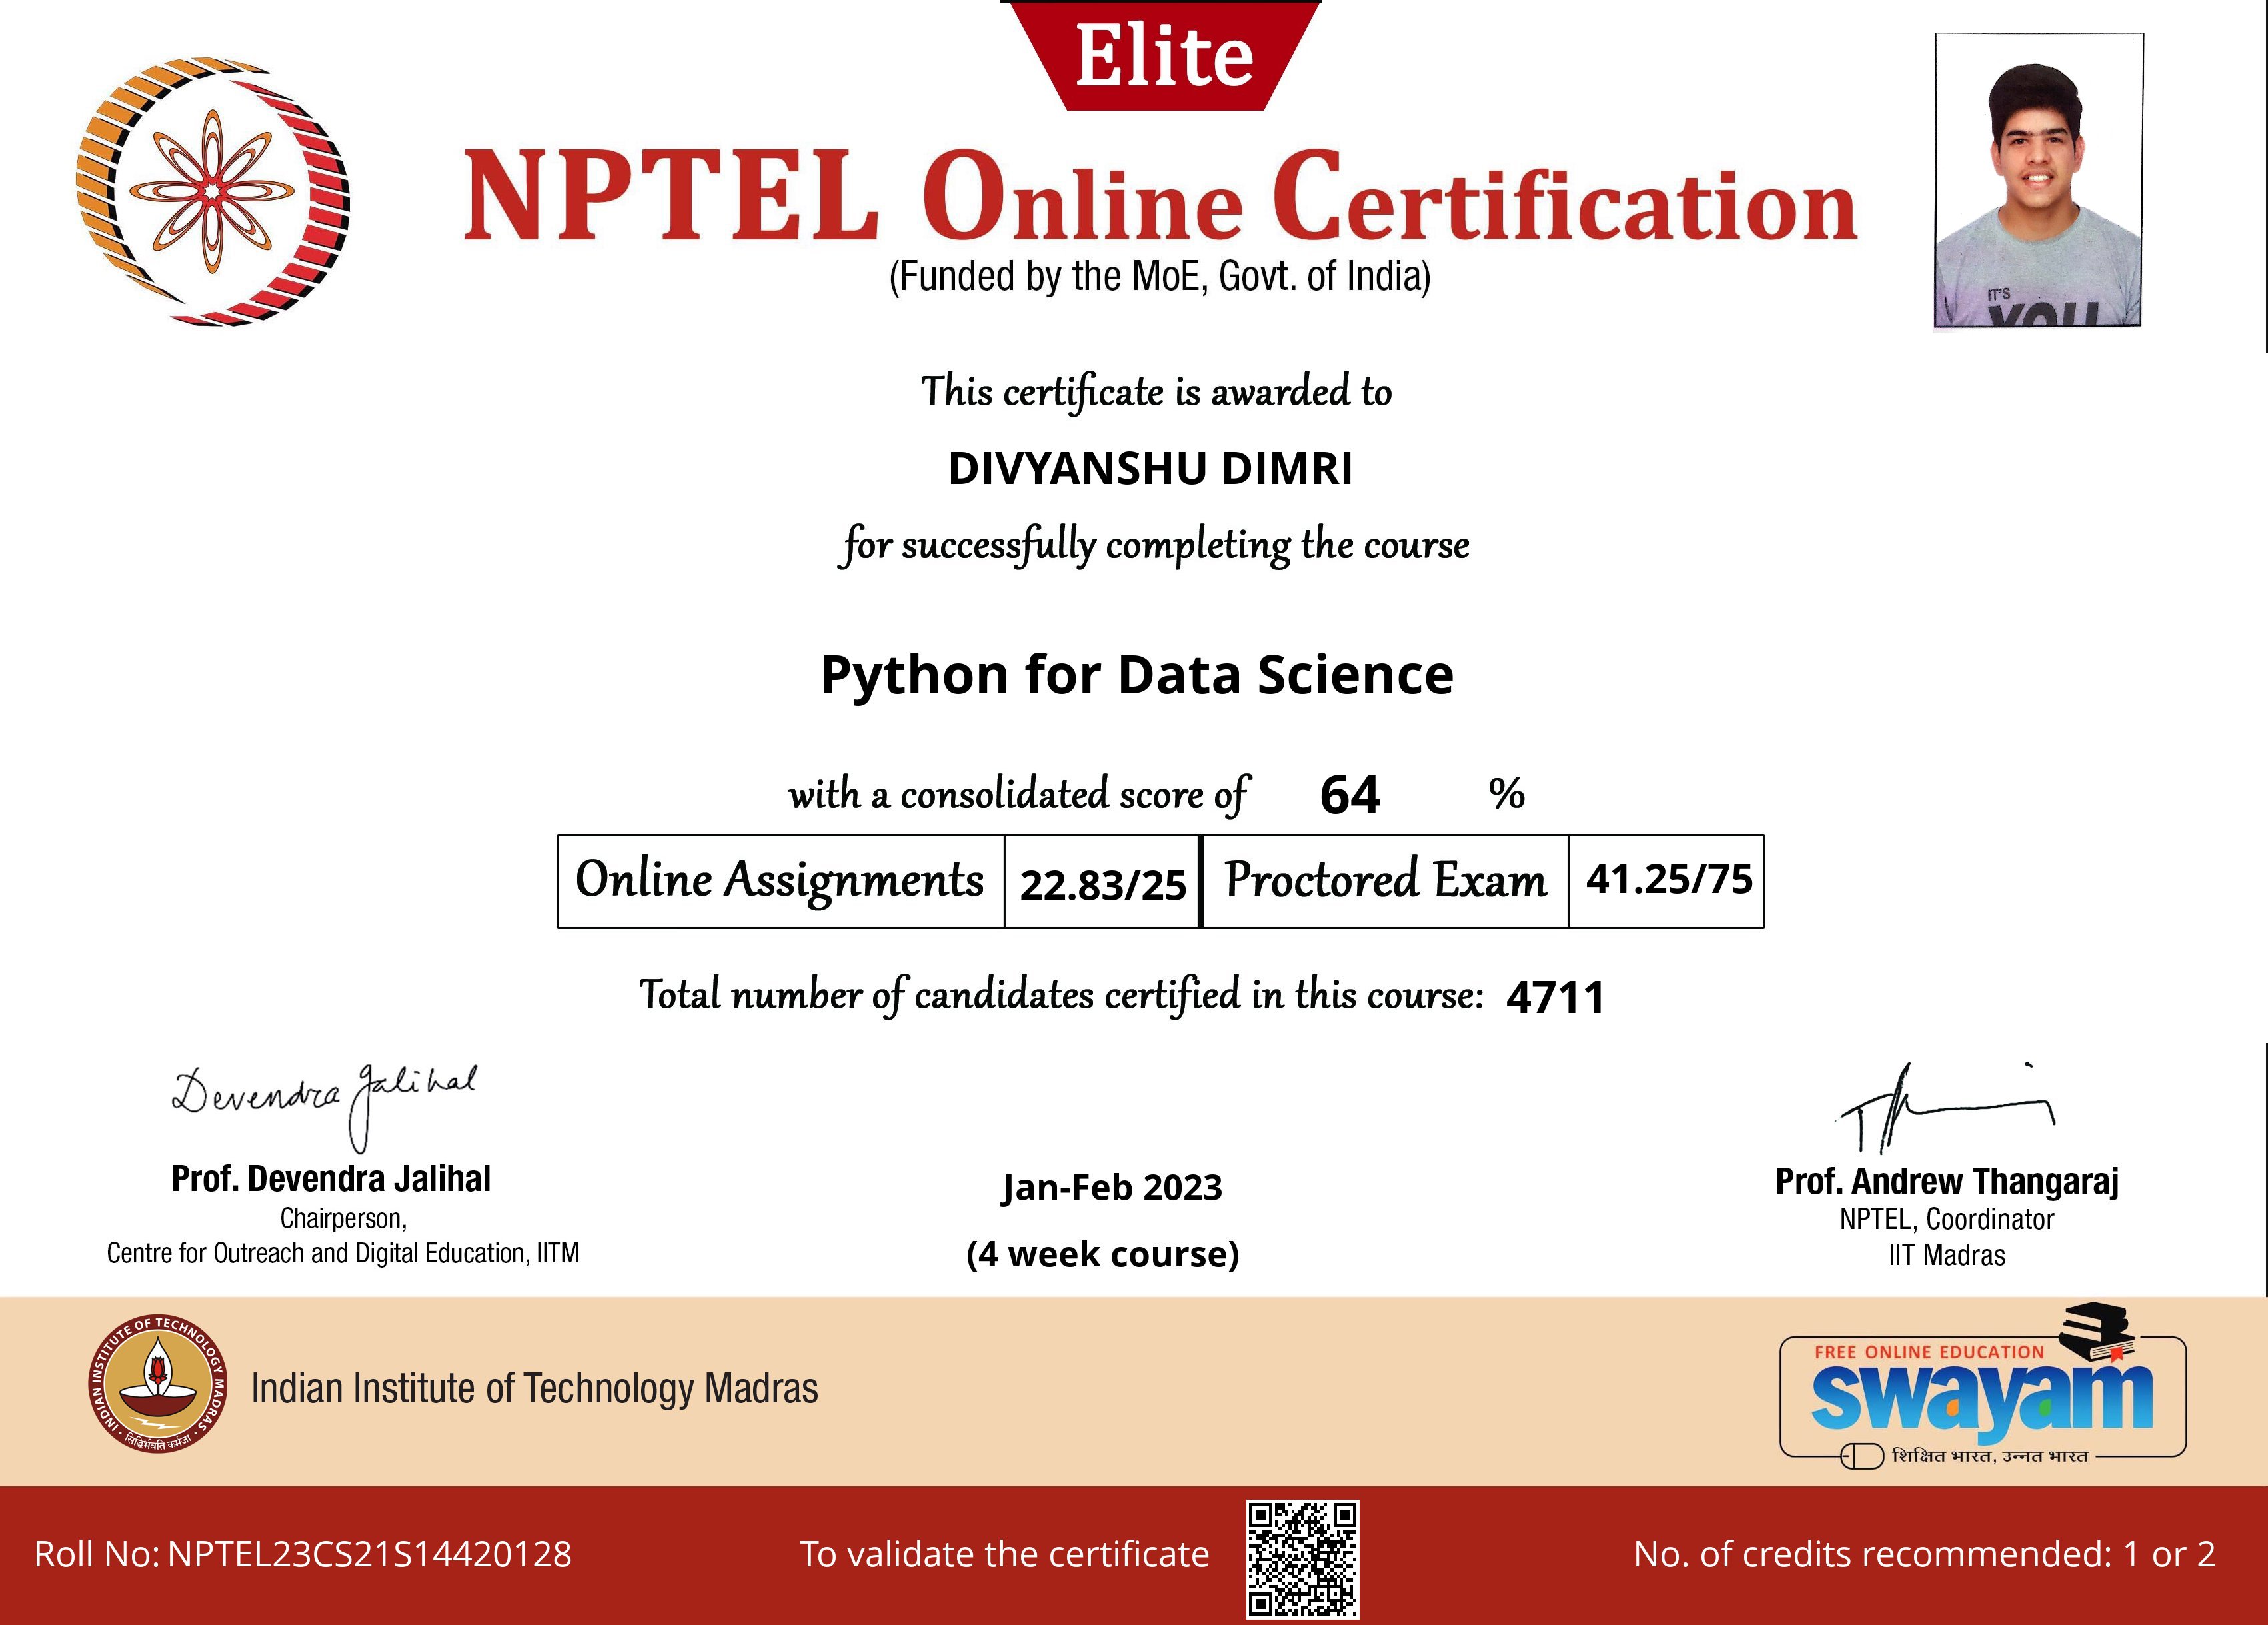 Elite
NPTEL Online Certification
(Funded by the MoE, Govt. of India)
IT'S
YOU
This certificate is awarded to
DIVYANSHU DIMRI
for successfully completing the course
Python for Data Science
with a consolidated score of 64 %
Online Assignments 22.83/25 Proctored Exam 41.25/75
Total number of candidates certified in this course: 4711
Devendra Jalihal
Prof. Devendra Jalihal
Chairperson,
Centre for Outreach and Digital Education, IITM
Jan-Feb 2023
(4 week course)
Prof. Andrew Thangaraj
NPTEL, Coordinator
IIT Madras
INDIAN INSTITUTE OF TECHNOLOGY MADRAS
सिद्धिर्भवति कर्मजा
Indian Institute of Technology Madras
FREE ONLINE EDUCATION
swayam
शिक्षित भारत, उन्नत भारत
Roll No: NPTEL23CS21S14420128
To validate the certificate
No. of credits recommended: 1 or 2